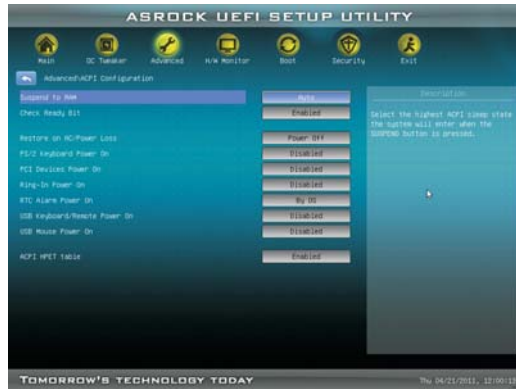 ASROCK UEFI SETUP UTILITY
Main OC Tweaker Advanced H/W Monitor Boot Security Exit
Advanced\ACPI Configuration
Suspend to RAM Auto
Check Ready Bit Enabled
Restore on AC/Power Loss Power Off
PS/2 Keyboard Power On Disabled
PCI Devices Power On Disabled
Ring-In Power On Disabled
RTC Alarm Power On By OS
USB Keyboard/Remote Power On Disabled
USB Mouse Power On Disabled
ACPI HPET table Enabled
Description
Select the highest ACPI sleep state
the system will enter when the
SUSPEND button is pressed.
TOMORROW'S TECHNOLOGY TODAY
Thu 04/21/2011, 12:00:13